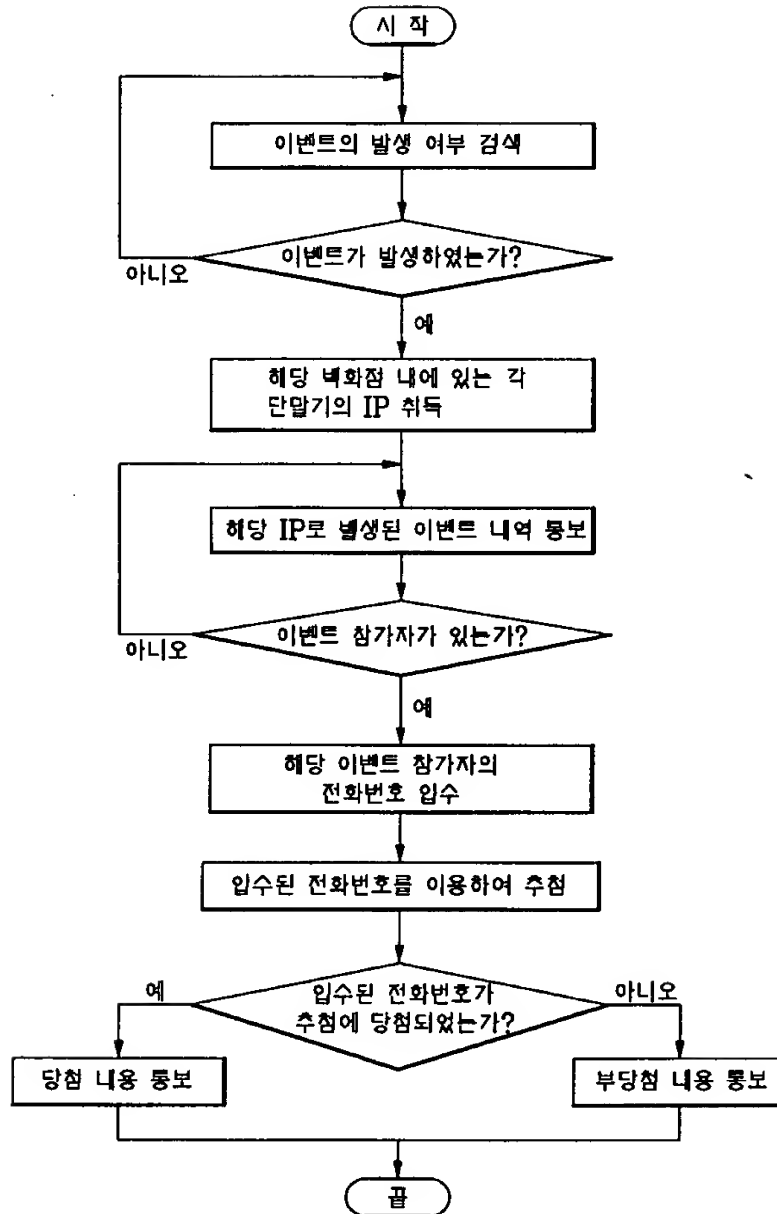 시 작
이벤트의 발생 여부 검색
이벤트가 발생하였는가?
아니오
예
해당 백화점 내에 있는 각
단말기의 IP 취득
해당 IP로 발생된 이벤트 내역 통보
이벤트 참가자가 있는가?
아니오
예
해당 이벤트 참가자의
전화번호 입수
입수된 전화번호를 이용하여 추첨
예
입수된 전화번호가
추첨에 당첨되었는가?
아니오
당첨 내용 통보
부당첨 내용 통보
끝